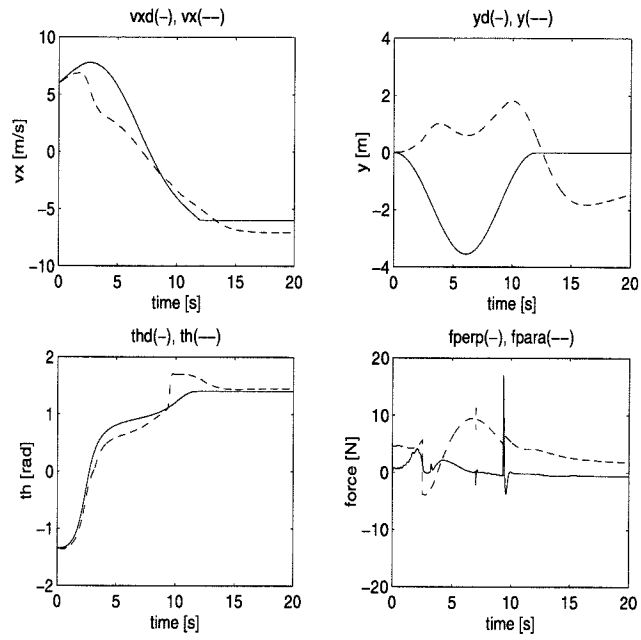 vxd(-), vx(--)
10
5
0
-5
-10
vx [m/s]
0 5 10 15 20
time [s]
yd(-), y(--)
4
2
0
-2
-4
y [m]
0 5 10 15 20
time [s]
thd(-), th(--)
2
1
0
-1
-2
th [rad]
0 5 10 15 20
time [s]
fperp(-), fpara(--)
20
10
0
-10
-20
force [N]
0 5 10 15 20
time [s]